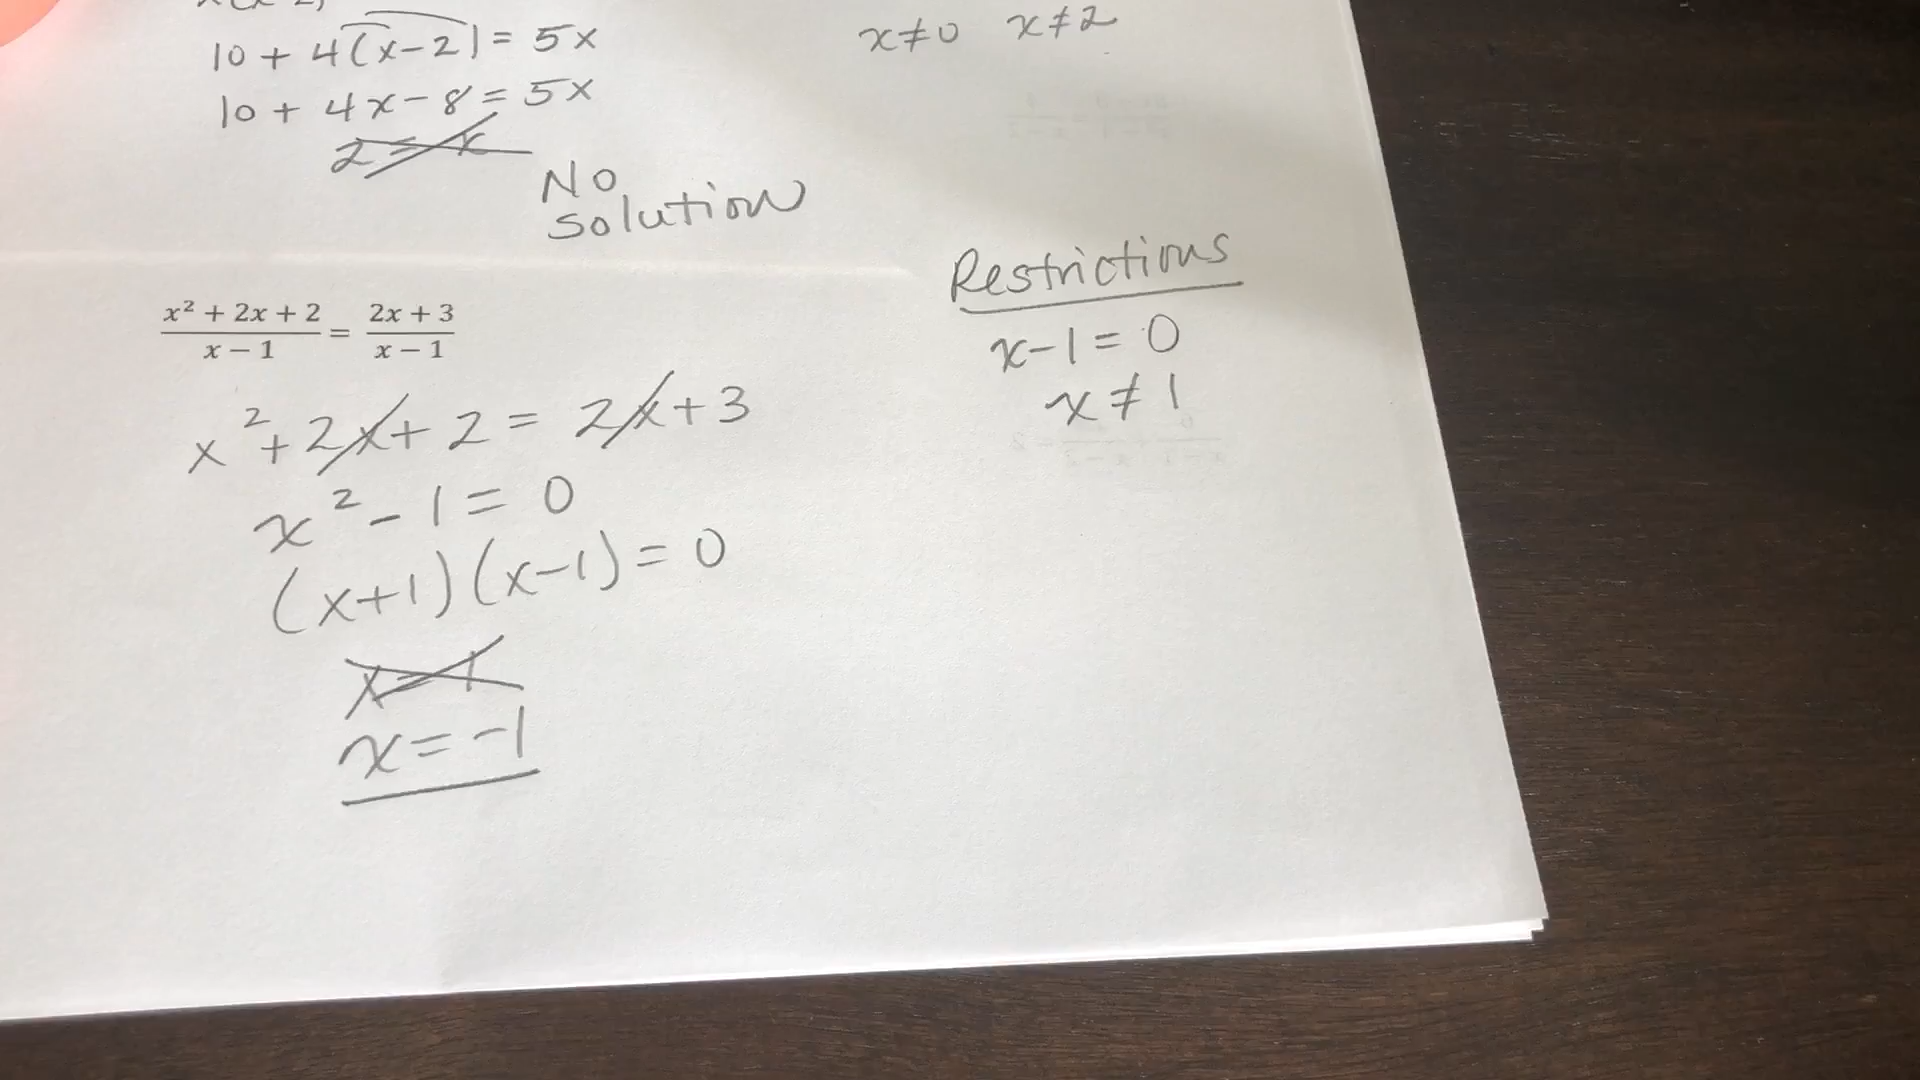 10 + 4(x-2) = 5x
x≠0 x≠2
10 + 4x - 8 = 5x
2 = x
No
solution
Restrictions
x² + 2x + 2 / x − 1 = 2x + 3 / x − 1
x-1 = 0
x ≠ 1
x² + 2x + 2 = 2x + 3
x² - 1 = 0
(x+1)(x-1) = 0
x = 1
x = -1